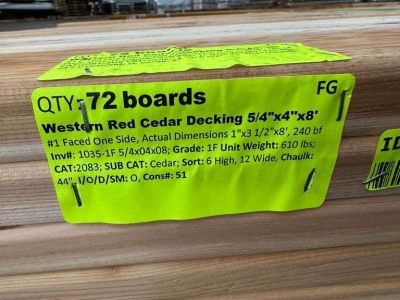 FG
QTY: 72 boards
Western Red Cedar Decking 5/4"x4"x8'
#1 Faced One Side, Actual Dimensions 1"x3 1/2"x8', 240 bf
Inv#: 1035-1F 5/4x04x08; Grade: 1F Unit Weight: 610 lbs;
CAT:2083; SUB CAT: Cedar; Sort: 6 High, 12 Wide, Chaulk:
44", I/O/D/SM: O, Cons#: 51
ID